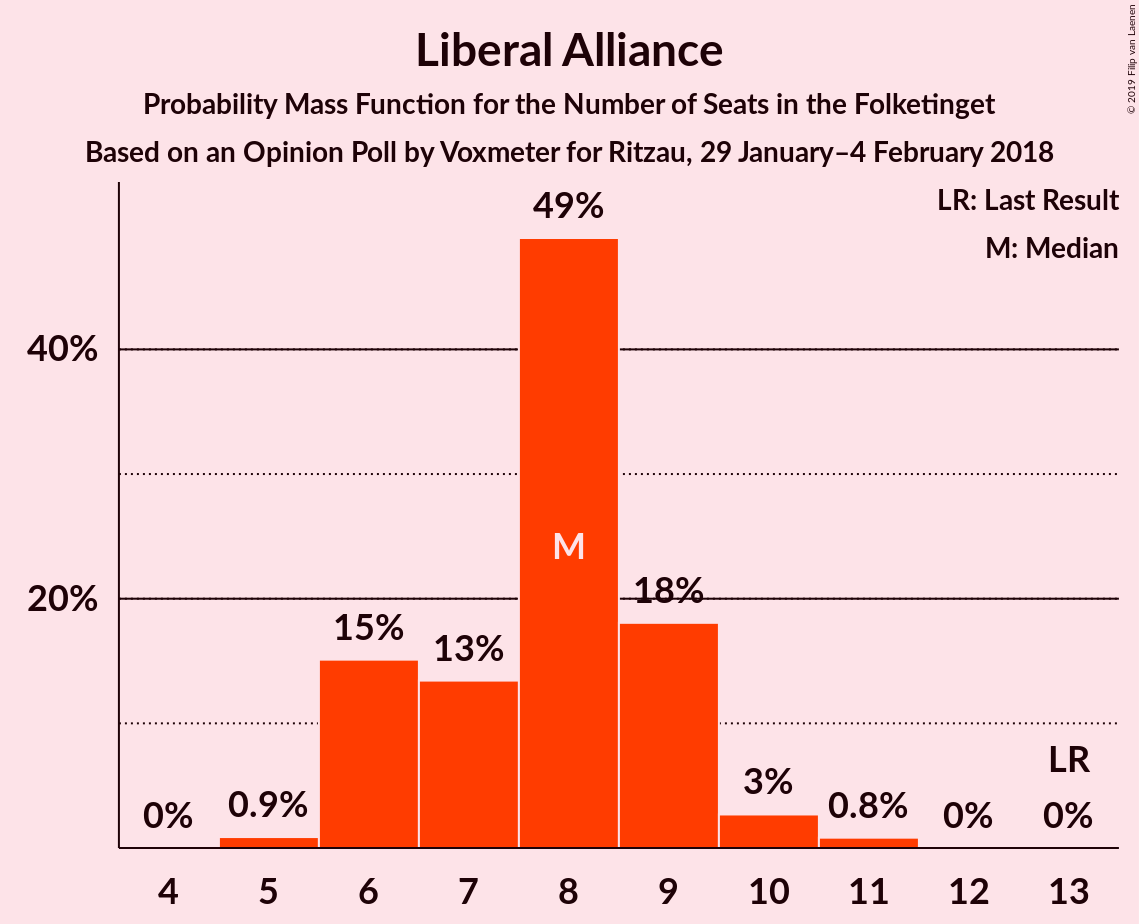 Liberal Alliance
Probability Mass Function for the Number of Seats in the Folketinget
Based on an Opinion Poll by Voxmeter for Ritzau, 29 January–4 February 2018
© 2019 Filip van Laenen
LR: Last Result
M: Median
49%
40%
M
18%
20%
15%
13%
LR
3%
0.9%
0.8%
0%
0%
0%
4 5 6 7 8 9 10 11 12 13